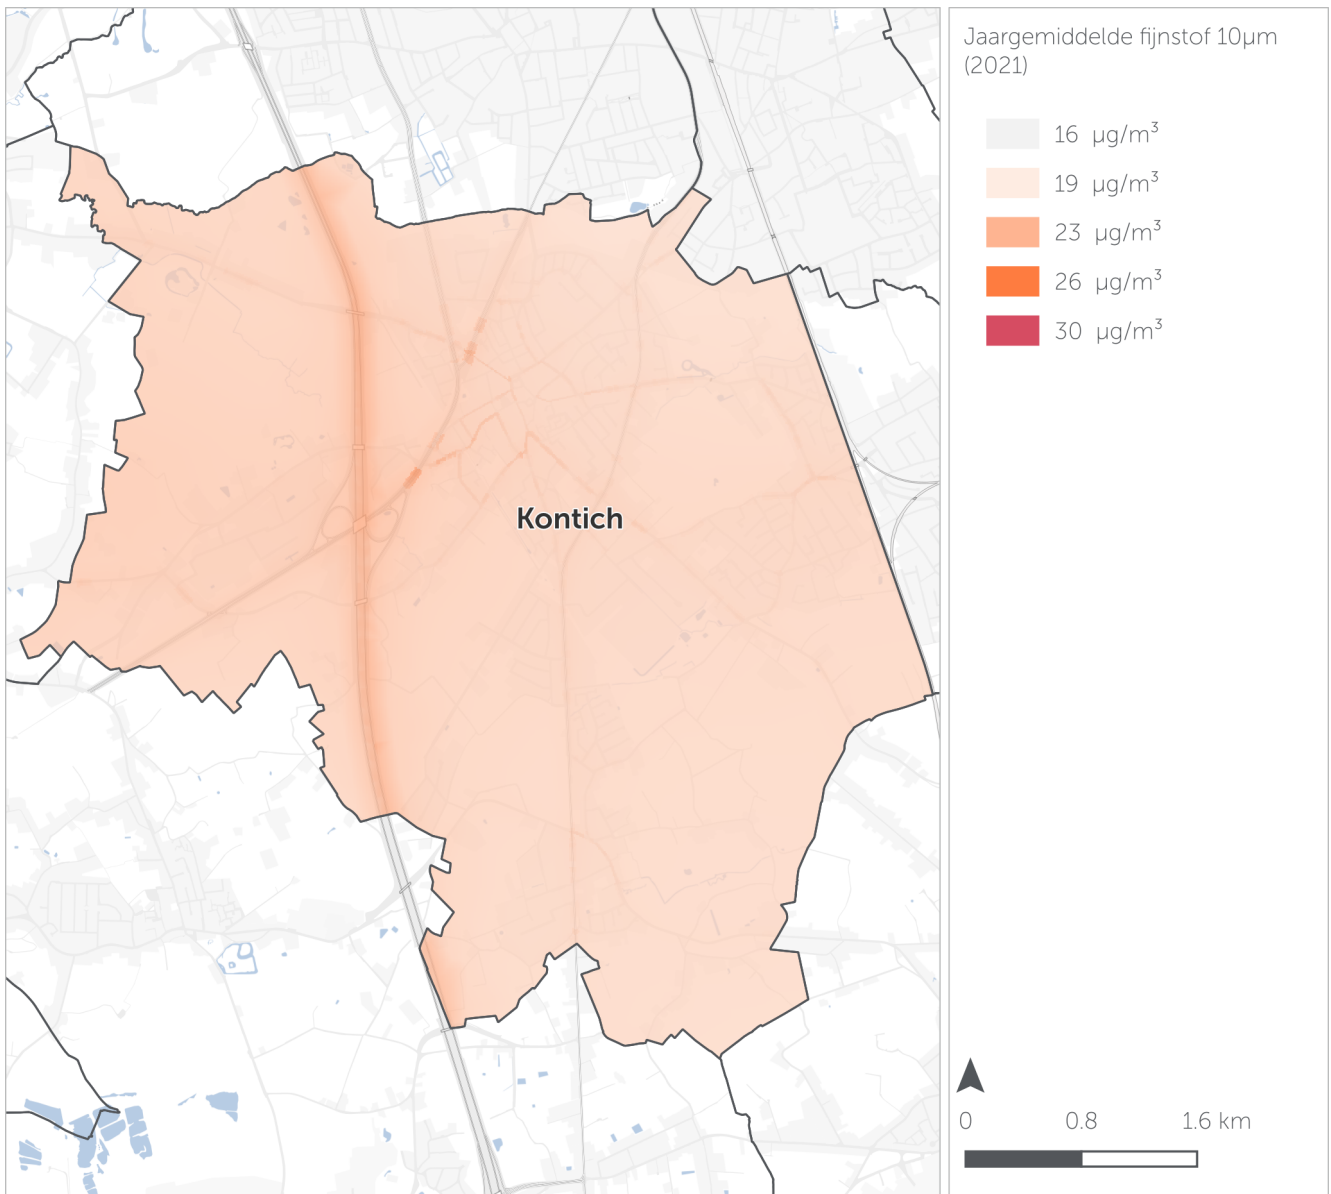 Jaargemiddelde fijnstof 10µm
(2021)
16 µg/m³
19 µg/m³
23 µg/m³
26 µg/m³
30 µg/m³
Kontich
0 0.8 1.6 km